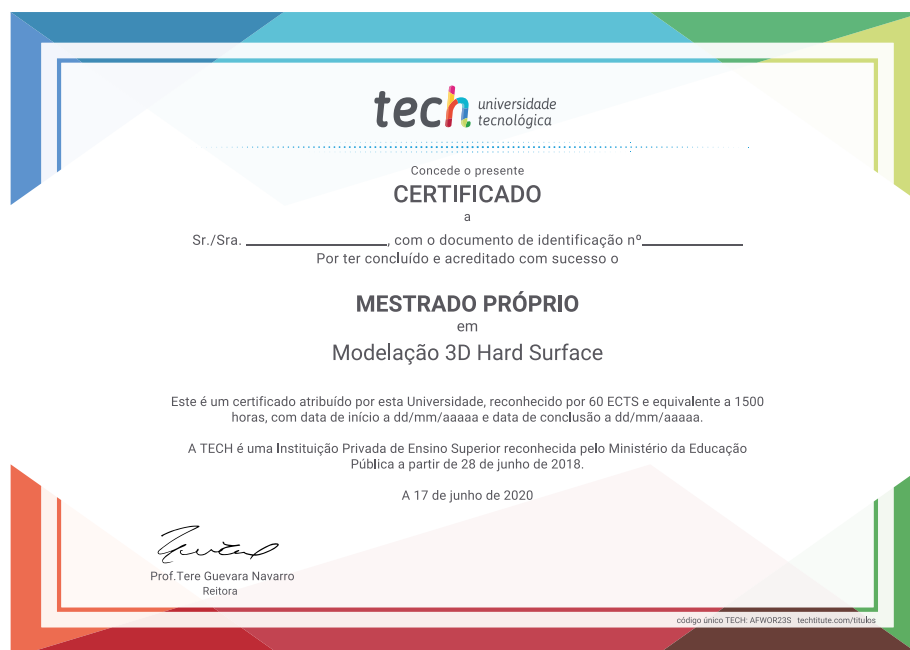 tech universidade
tecnológica
Concede o presente
CERTIFICADO
a
Sr./Sra. ____________________, com o documento de identificação nº______________
Por ter concluído e acreditado com sucesso o
MESTRADO PRÓPRIO
em
Modelação 3D Hard Surface
Este é um certificado atribuído por esta Universidade, reconhecido por 60 ECTS e equivalente a 1500
horas, com data de início a dd/mm/aaaaa e data de conclusão a dd/mm/aaaaa.
A TECH é uma Instituição Privada de Ensino Superior reconhecida pelo Ministério da Educação
Pública a partir de 28 de junho de 2018.
A 17 de junho de 2020
Prof.Tere Guevara Navarro
Reitora
código único TECH: AFWOR23S techtitute.com/titulos